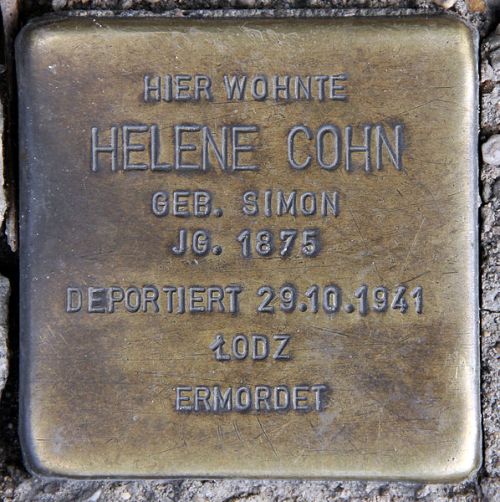 HIER WOHNTE
HELENE COHN
GEB. SIMON
JG. 1875
DEPORTIERT 29.10.1941
ŁODZ
ERMORDET